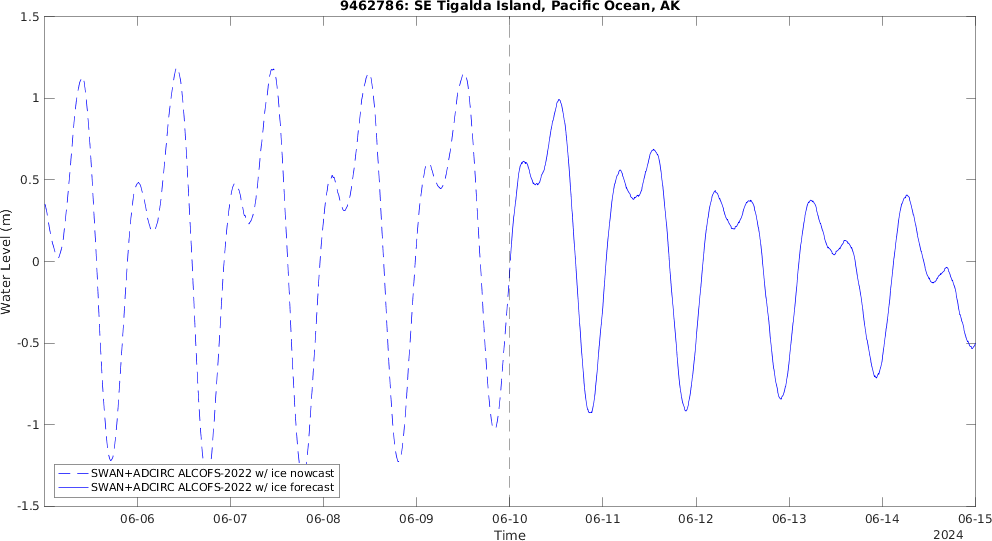 9462786: SE Tigalda Island, Pacific Ocean, AK
1.5
1
0.5
0
-0.5
-1
-1.5
Water Level (m)
SWAN+ADCIRC ALCOFS-2022 w/ ice nowcast
SWAN+ADCIRC ALCOFS-2022 w/ ice forecast
06-06 06-07 06-08 06-09 06-10 06-11 06-12 06-13 06-14 06-15
Time
2024